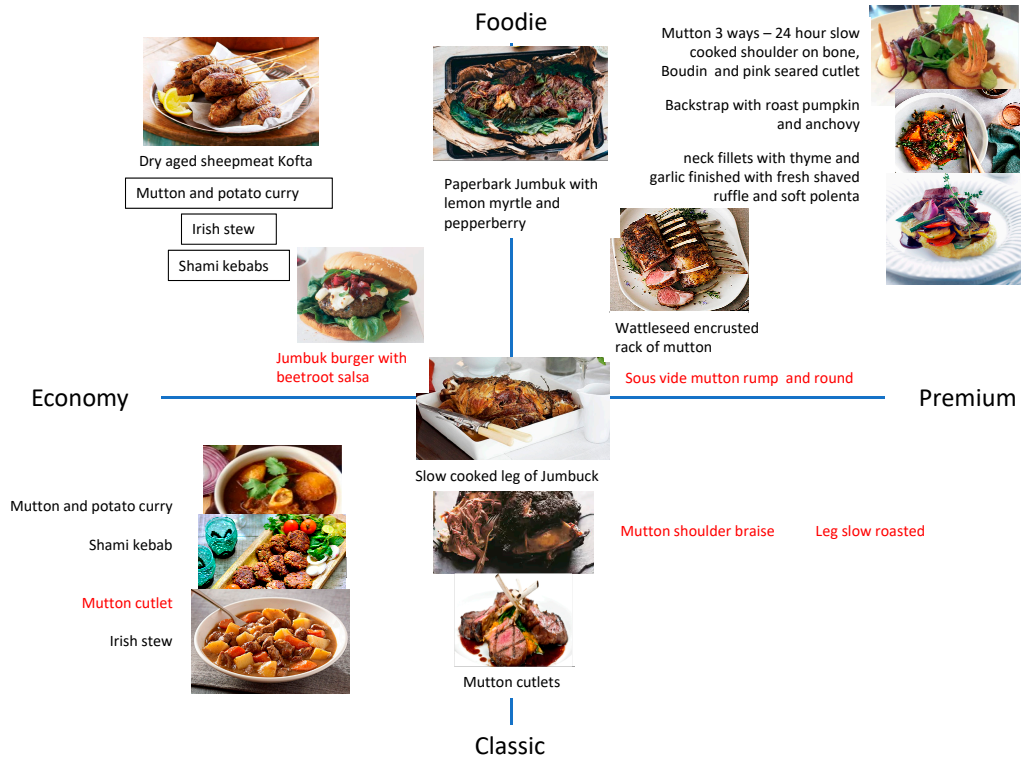 Foodie
Mutton 3 ways – 24 hour slow
cooked shoulder on bone,
Boudin and pink seared cutlet
Backstrap with roast pumpkin
and anchovy
neck fillets with thyme and
garlic finished with fresh shaved
ruffle and soft polenta
Dry aged sheepmeat Kofta
Mutton and potato curry
Irish stew
Shami kebabs
Paperbark Jumbuk with
lemon myrtle and
pepperberry
Jumbuk burger with
beetroot salsa
Wattleseed encrusted
rack of mutton
Sous vide mutton rump and round
Economy
Premium
Slow cooked leg of Jumbuck
Mutton and potato curry
Shami kebab
Mutton cutlet
Irish stew
Mutton shoulder braise
Leg slow roasted
Mutton cutlets
Classic